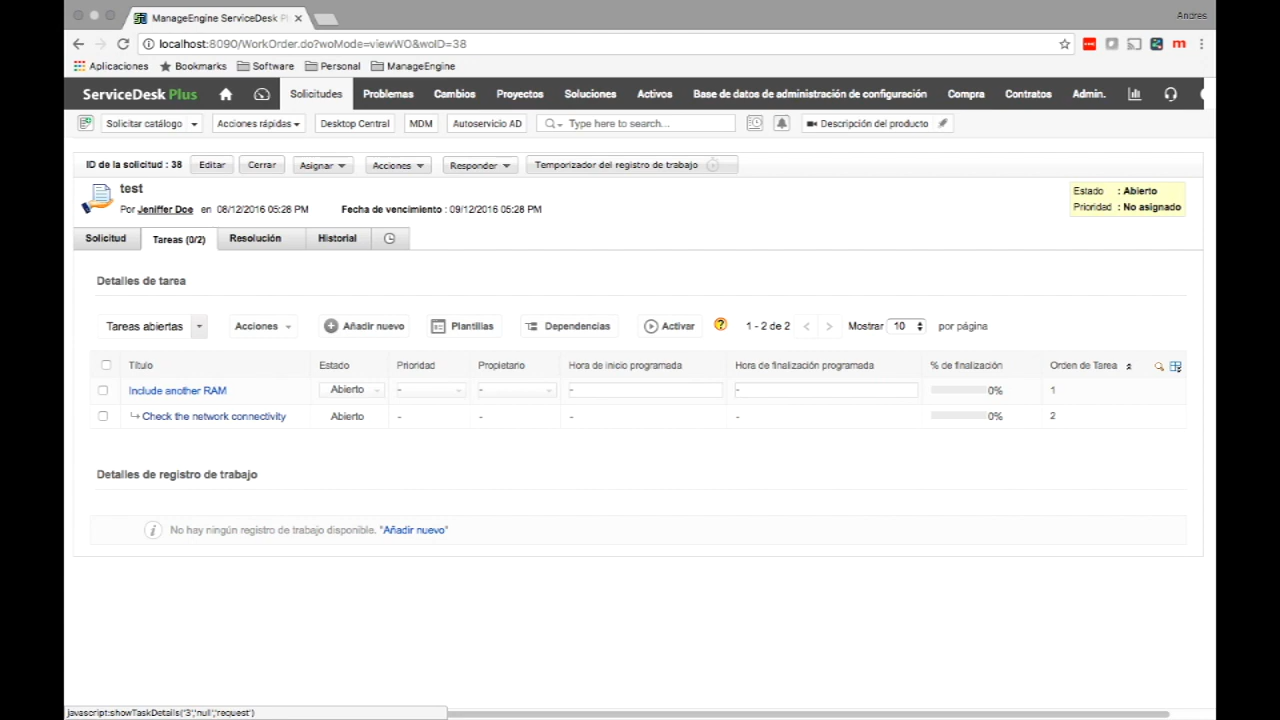 ManageEngine ServiceDesk Pl
Andres
localhost:8090/WorkOrder.do?woMode=viewWO&woID=38
Aplicaciones Bookmarks Software Personal ManageEngine
ServiceDesk Plus Solicitudes Problemas Cambios Proyectos Soluciones Activos Base de datos de administración de configuración Compra Contratos Admin.
Solicitar catálogo Acciones rápidas Desktop Central MDM Autoservicio AD Type here to search... Descripción del producto
ID de la solicitud : 38 Editar Cerrar Asignar Acciones Responder Temporizador del registro de trabajo
test
Por Jeniffer Doe en 08/12/2016 05:28 PM Fecha de vencimiento : 09/12/2016 05:28 PM
Estado : Abierto
Prioridad : No asignado
Solicitud Tareas (0/2) Resolución Historial
Detalles de tarea
Tareas abiertas Acciones Añadir nuevo Plantillas Dependencias Activar 1 - 2 de 2 Mostrar 10 por página
Título Estado Prioridad Propietario Hora de inicio programada Hora de finalización programada % de finalización Orden de Tarea
Include another RAM Abierto - - - - 0% 1
Check the network connectivity Abierto - - - - 0% 2
Detalles de registro de trabajo
No hay ningún registro de trabajo disponible. "Añadir nuevo"
javascript:showTaskDetails('3','null','request')